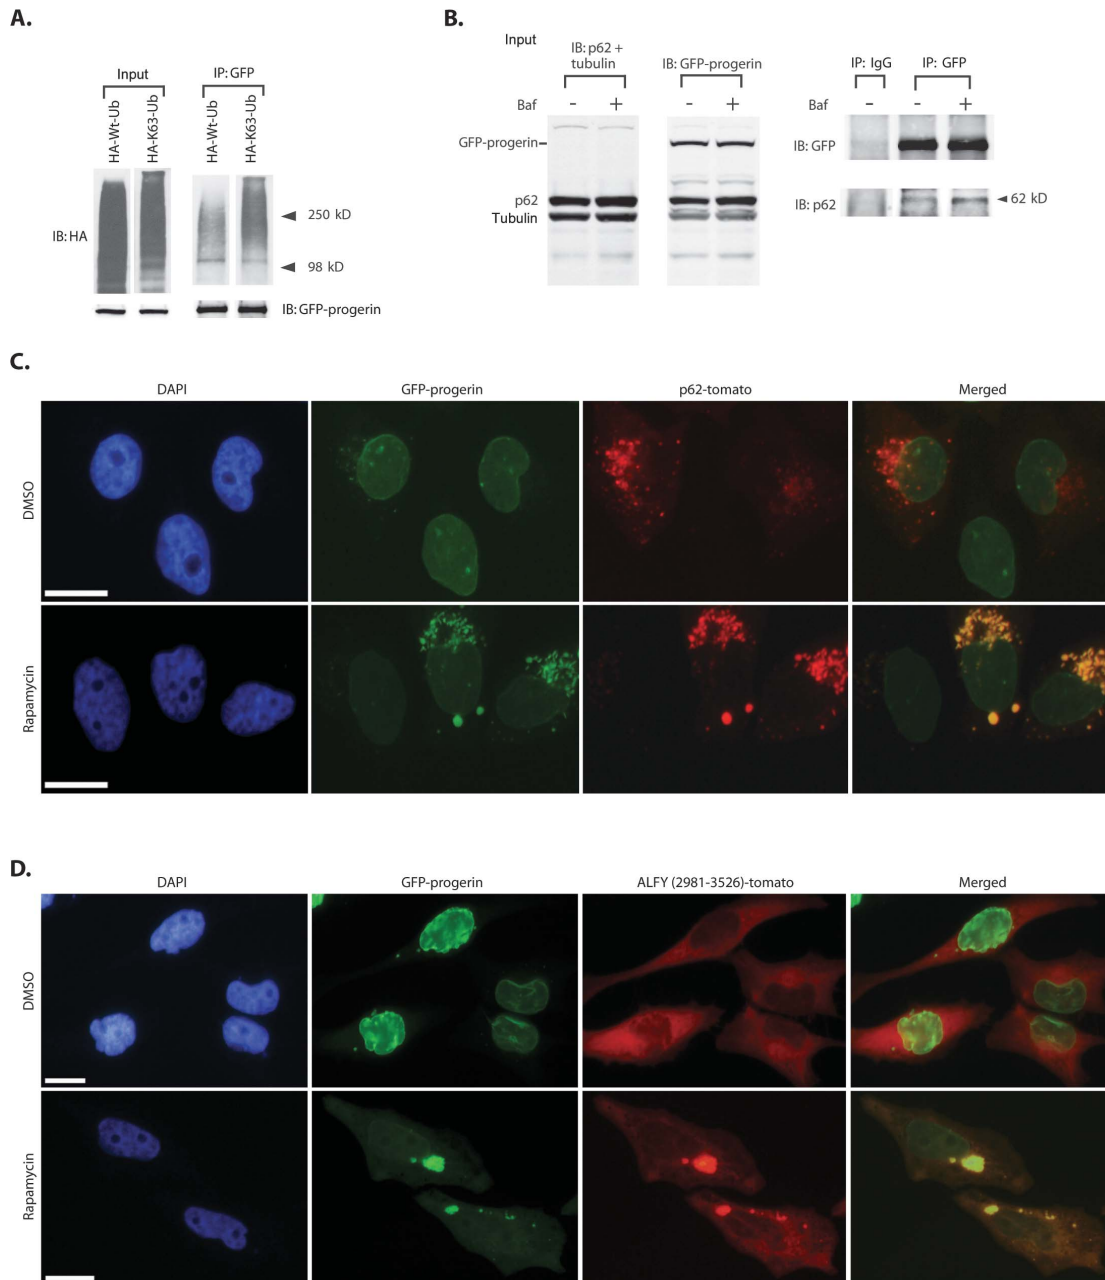 A.
Input
IP: GFP
HA-Wt-Ub
HA-K63-Ub
HA-Wt-Ub
HA-K63-Ub
IB: HA
250 kD
98 kD
IB: GFP-progerin
B.
Input
IB: p62 +
tubulin
IB: GFP-progerin
Baf - + - +
GFP-progerin
p62
Tubulin
IP: IgG IP: GFP
Baf - - +
IB: GFP
IB: p62
62 kD
C.
DAPI GFP-progerin p62-tomato Merged
DMSO
Rapamycin
D.
DAPI GFP-progerin ALFY (2981-3526)-tomato Merged
DMSO
Rapamycin